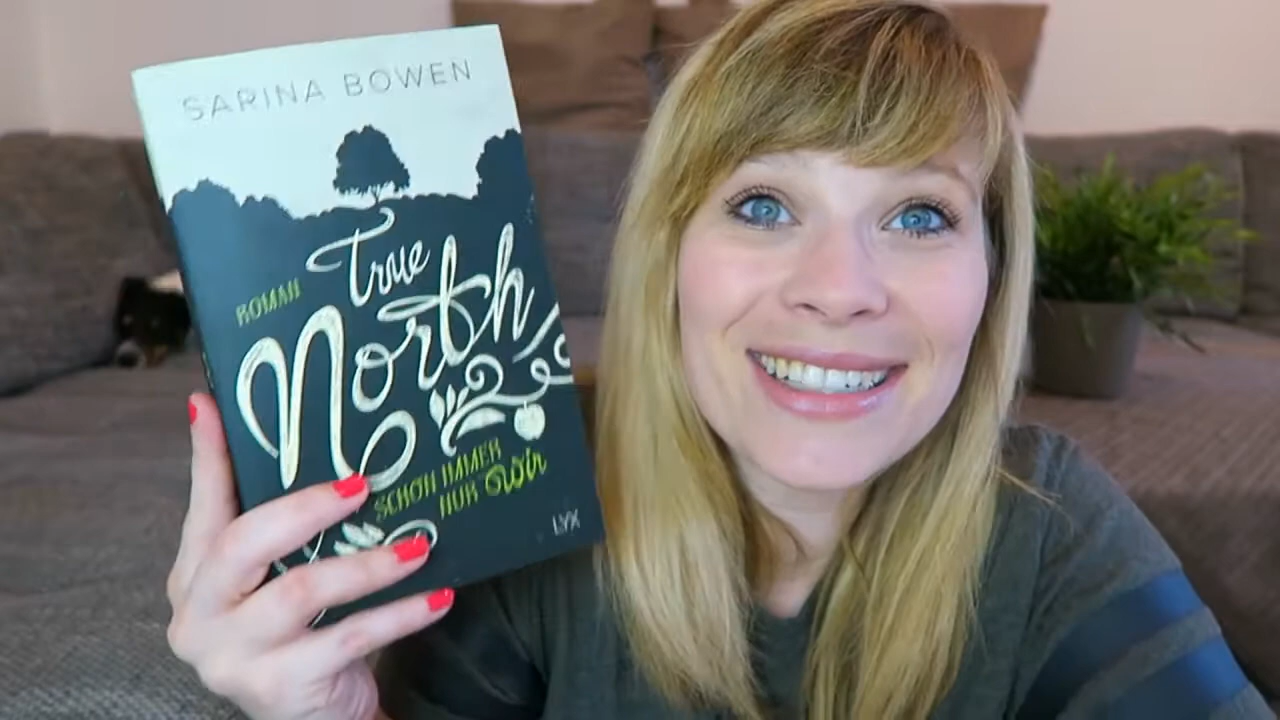 SARINA BOWEN
True
ROMAN
North
SCHON IMMER
NUR Wir
LYX